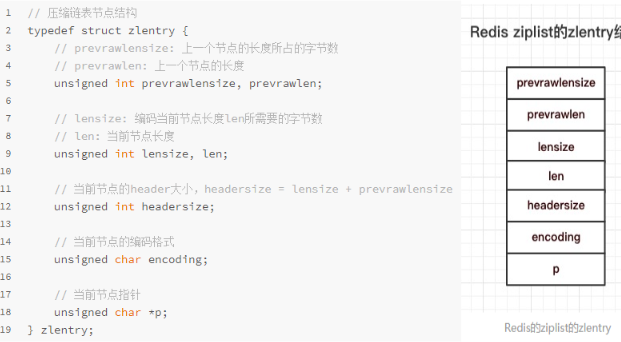 1 // 压缩链表节点结构
2 typedef struct zlentry {
3 // prevrawlensize: 上一个节点的长度所占的字节数
4 // prevrawlen: 上一个节点的长度
5 unsigned int prevrawlensize, prevrawlen;
6
7 // lensize: 编码当前节点长度len所需要的字节数
8 // len: 当前节点长度
9 unsigned int lensize, len;
10
11 // 当前节点的header大小，headersize = lensize + prevrawlensize
12 unsigned int headersize;
13
14 // 当前节点的编码格式
15 unsigned char encoding;
16
17 // 当前节点指针
18 unsigned char *p;
19 } zlentry;
Redis ziplist的zlentry
prevrawlensize
prevrawlen
lensize
len
headersize
encoding
p
Redis的ziplist的zlentry